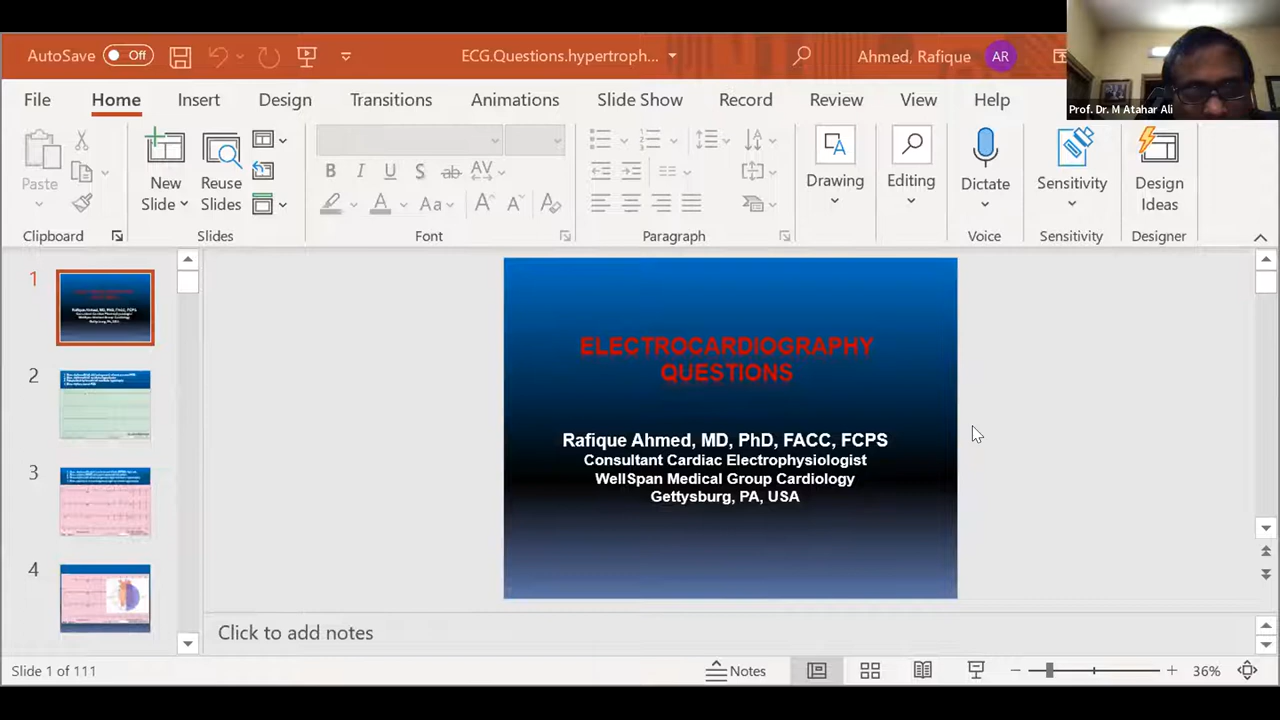 AutoSave Off
ECG.Questions.hypertroph...
Ahmed, Rafique AR
Prof. Dr. M Atahar Ali
File Home Insert Design Transitions Animations Slide Show Record Review View Help
Paste
New Slide
Reuse Slides
B I U S ab AV
A Aa A A A
Drawing
Editing
Dictate
Sensitivity
Design Ideas
Clipboard
Slides
Font
Paragraph
Voice
Sensitivity
Designer
1
2
3
4
ELECTROCARDIOGRAPHY
QUESTIONS
Rafique Ahmed, MD, PhD, FACC, FCPS
Consultant Cardiac Electrophysiologist
WellSpan Medical Group Cardiology
Gettysburg, PA, USA
Click to add notes
Slide 1 of 111
Notes
36%